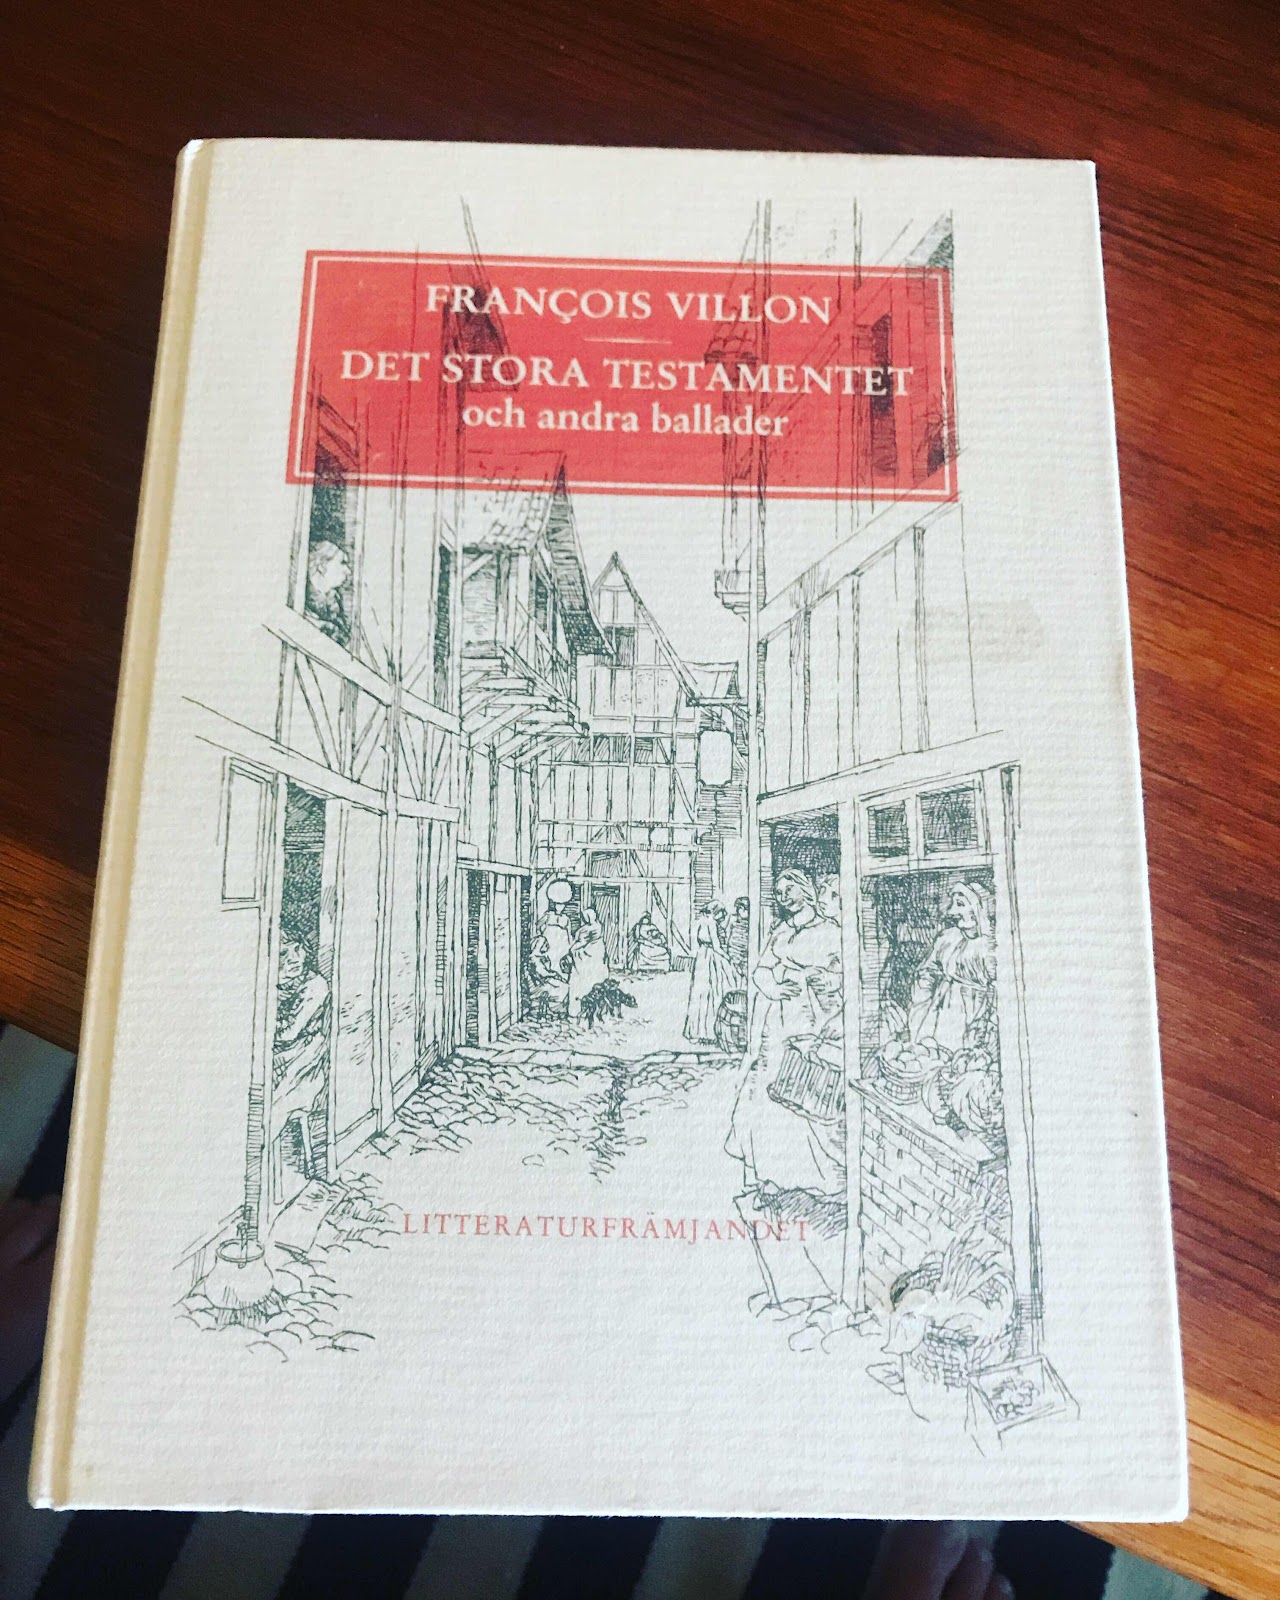 FRANÇOIS VILLON
DET STORA TESTAMENTET
och andra ballader
LITTERATURFRÄMJANDET